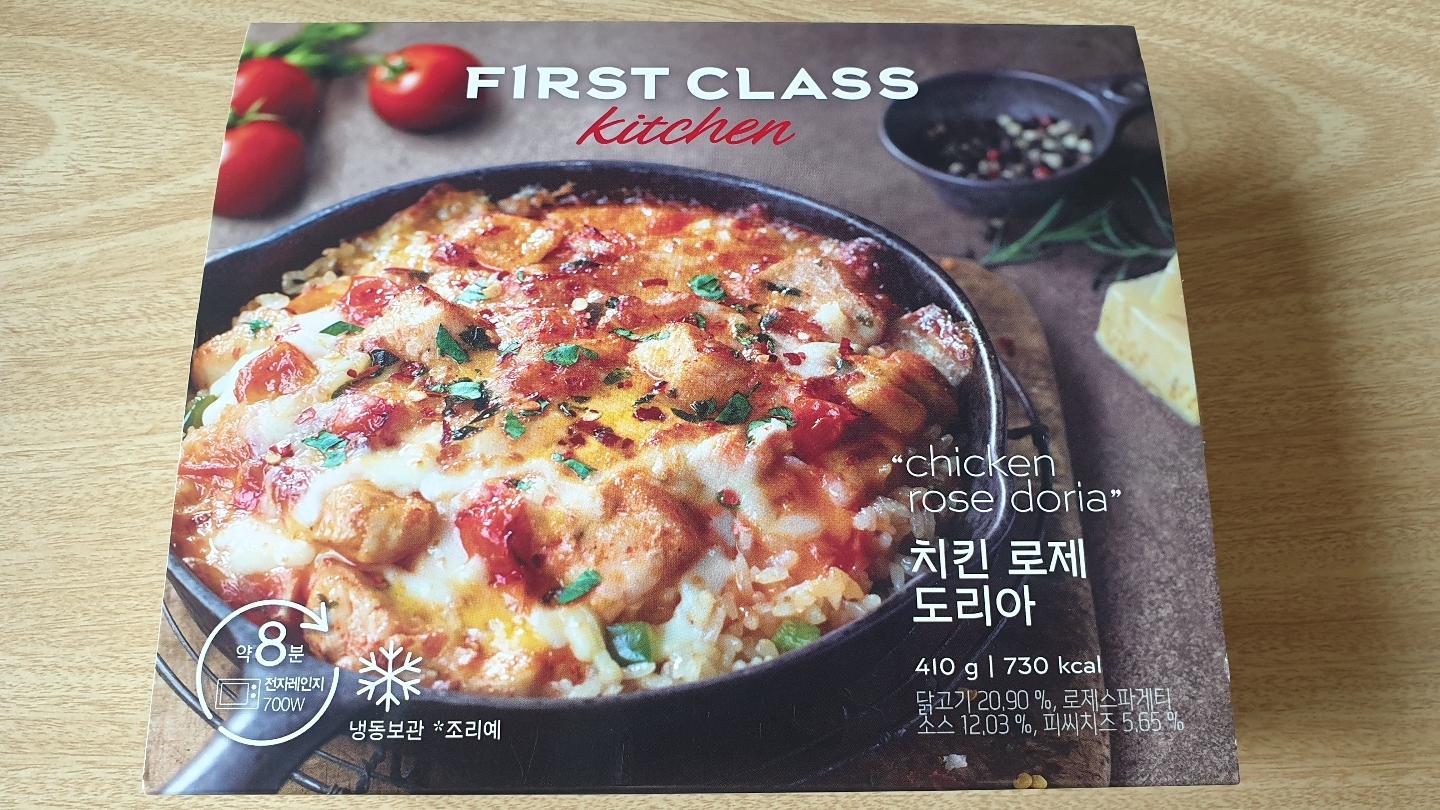 FIRST CLASS
kitchen
“chicken
rose doria”
치킨 로제
도리아
410 g | 730 kcal
닭고기 20.90 %, 로제스파게티
소스 12.03 %, 피씨치즈 5.65 %
약 8분
전자레인지
700W
냉동보관 *조리예